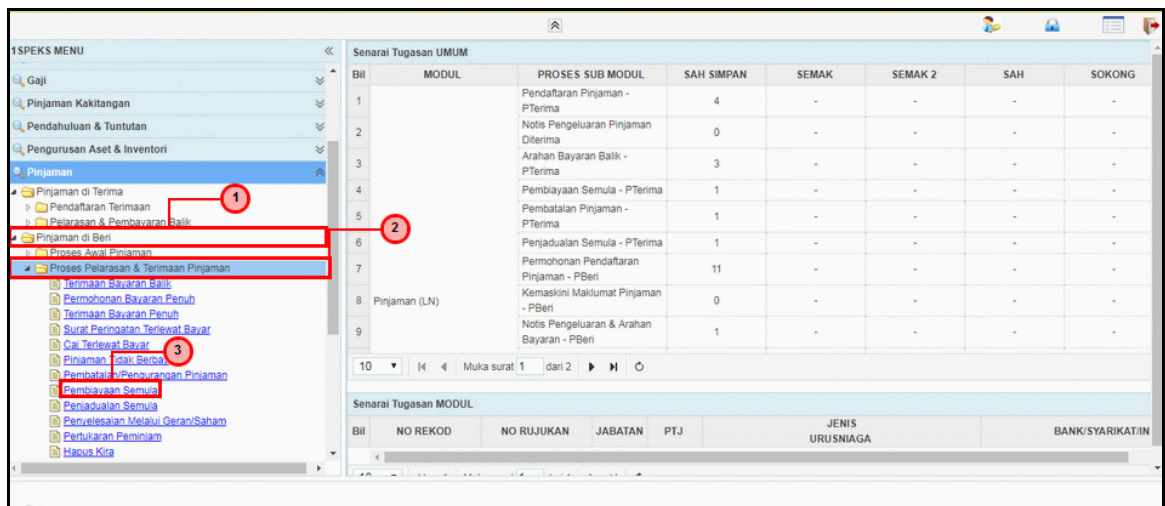 1SPEKS MENU
Gaji
Pinjaman Kakitangan
Pendahuluan & Tuntutan
Pengurusan Aset & Inventori
Pinjaman
Pinjaman di Terima
Pendaftaran Terimaan
Pelarasan & Pembayaran Balik
Pinjaman di Beri
Proses Awal Pinjaman
Proses Pelarasan & Terimaan Pinjaman
Terimaan Bayaran Balik
Permohonan Bayaran Penuh
Terimaan Bayaran Penuh
Surat Peringatan Terlewat Bayar
Caj Terlewat Bayar
Pinjaman Tidak Berba
Pembatalan/Pengurangan Pinjaman
Pembiayaan Semula
Penjadualan Semula
Penyelesaian Melalui Geran/Saham
Pertukaran Peminjam
Hapus Kira
1
2
3
Senarai Tugasan UMUM
Bil MODUL PROSES SUB MODUL SAH SIMPAN SEMAK SEMAK 2 SAH SOKONG
1 Pendaftaran Pinjaman - 4 - - - -
PTerima
2 Notis Pengeluaran Pinjaman 0 - - - -
Diterima
3 Arahan Bayaran Balik - 3 - - - -
PTerima
4 Pembiayaan Semula - PTerima 1 - - - -
5 Pembatalan Pinjaman - 1 - - - -
PTerima
6 Penjadualan Semula - PTerima 1 - - - -
7 Permohonan Pendaftaran 11 - - - -
Pinjaman - PBeri
8 Pinjaman (LN) Kemaskini Maklumat Pinjaman 0 - - - -
- PBeri
9 Notis Pengeluaran & Arahan 1 - - - -
Bayaran - PBeri
10 Muka surat 1 dari 2
Senarai Tugasan MODUL
Bil NO REKOD NO RUJUKAN JABATAN PTJ JENIS BANK/SYARIKAT/IN
URUSNIAGA